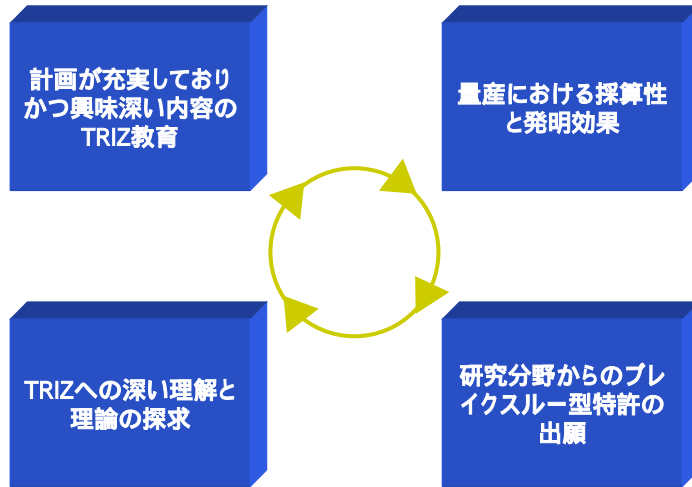 計画が充実しており
かつ興味深い内容の
TRIZ教育
量産における採算性
と発明効果
TRIZへの深い理解と
理論の探求
研究分野からのブレ
イクスルー型特許の
出願